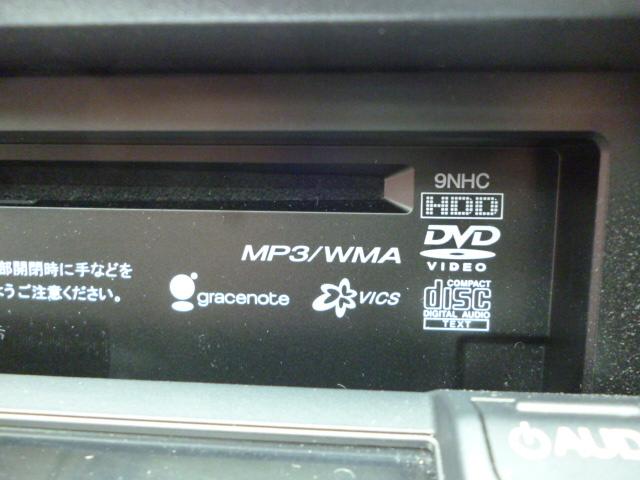 9NHC
HDD
DVD
VIDEO
MP3/WMA
部開閉時に手などを
ようご注意ください。
gracenote
VICS
COMPACT
disc
DIGITAL AUDIO
TEXT
AUD